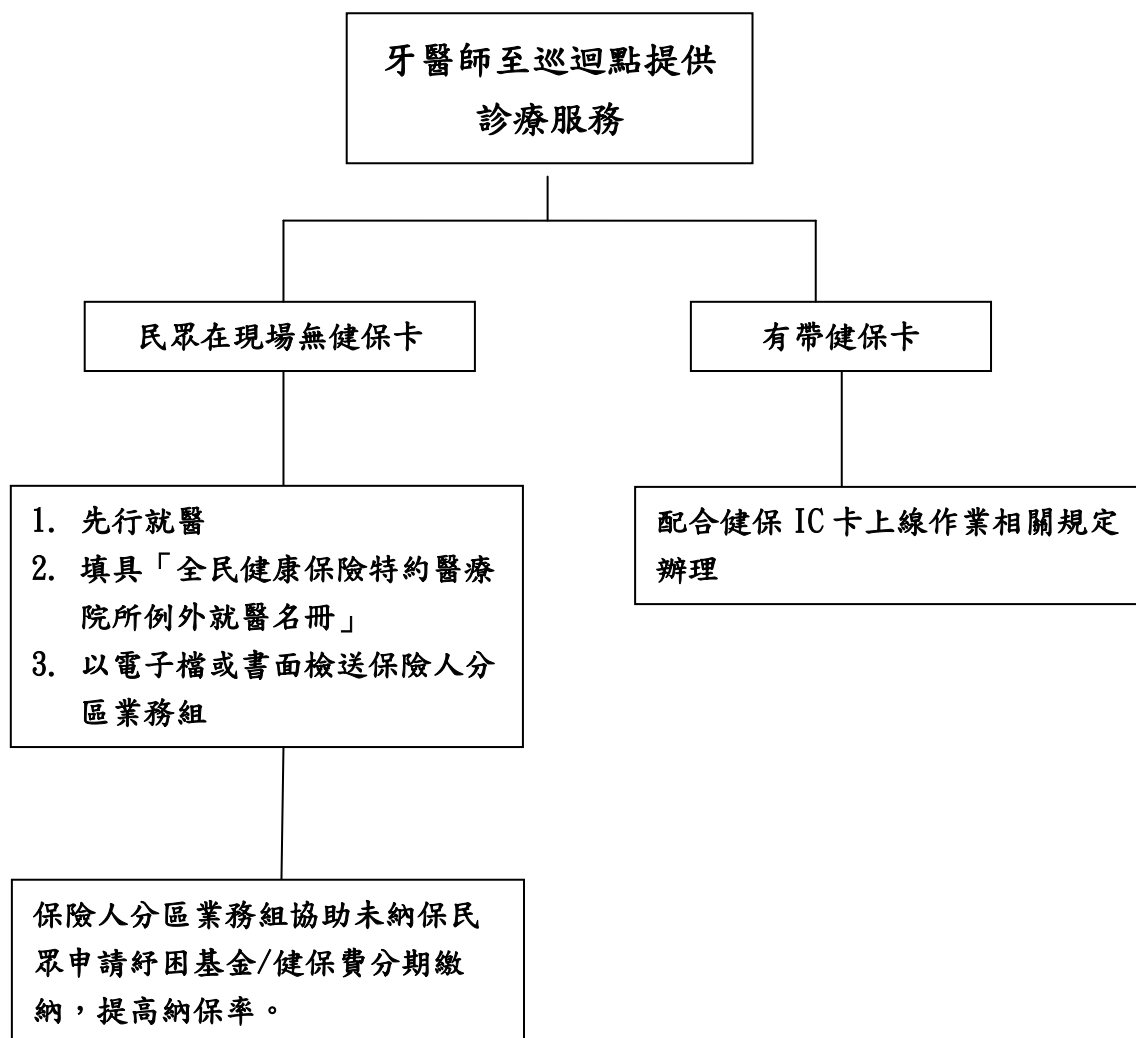 牙醫師至巡迴點提供
診療服務
民眾在現場無健保卡
有帶健保卡
1. 先行就醫
2. 填具「全民健康保險特約醫療
院所例外就醫名冊」
3. 以電子檔或書面檢送保險人分
區業務組
配合健保 IC 卡上線作業相關規定
辦理
保險人分區業務組協助未納保民
眾申請紓困基金/健保費分期繳
納，提高納保率。